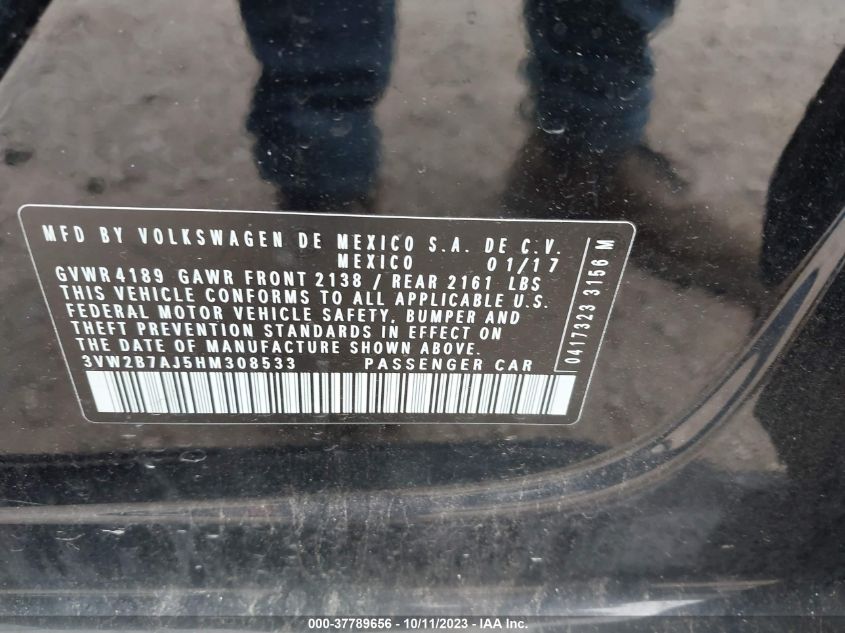 MFD BY VOLKSWAGEN DE MEXICO S.A. DE C.V.
MEXICO 01/17
GVWR 4189 GAWR FRONT 2138 / REAR 2161 LBS
THIS VEHICLE CONFORMS TO ALL APPLICABLE U.S.
FEDERAL MOTOR VEHICLE SAFETY, BUMPER AND
THEFT PREVENTION STANDARDS IN EFFECT ON
THE DATE OF MANUFACTURE SHOWN ABOVE.
3VW2B7AJ5HM308533 PASSENGER CAR
0417323 3156 M
000-37789656 - 10/11/2023 - IAA Inc.